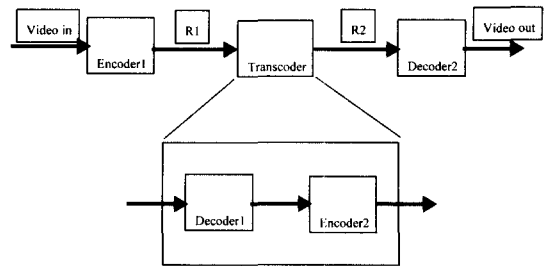 Video in
Encoder1
R1
Transcoder
R2
Decoder2
Video out
Decoder1
Encoder2